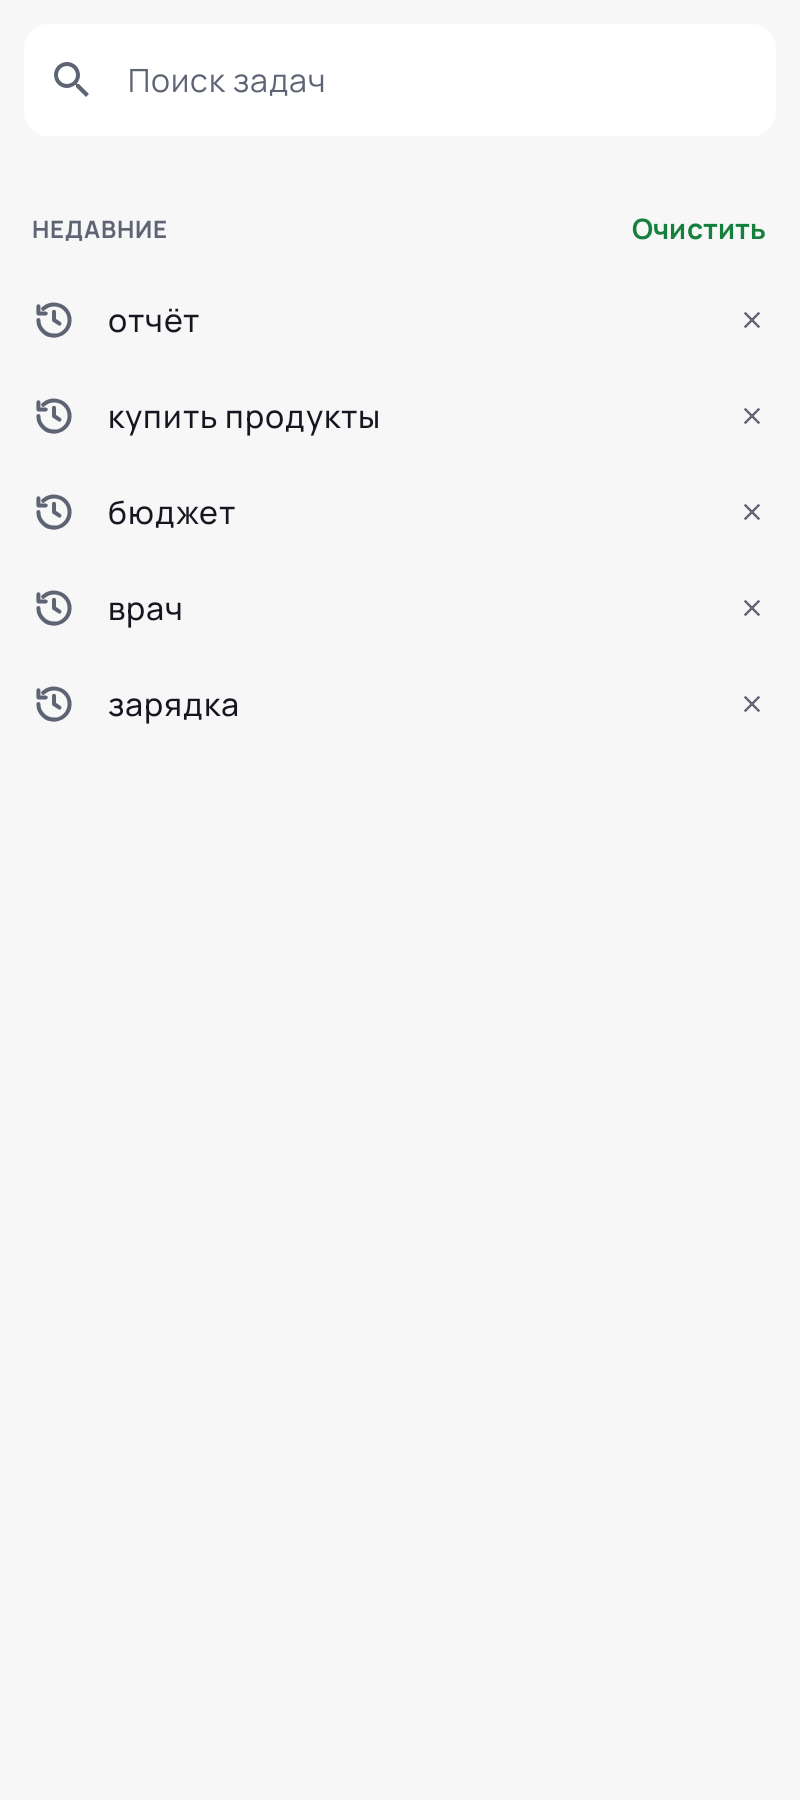 Поиск задач
НЕДАВНИЕ
Очистить
отчёт
купить продукты
бюджет
врач
зарядка